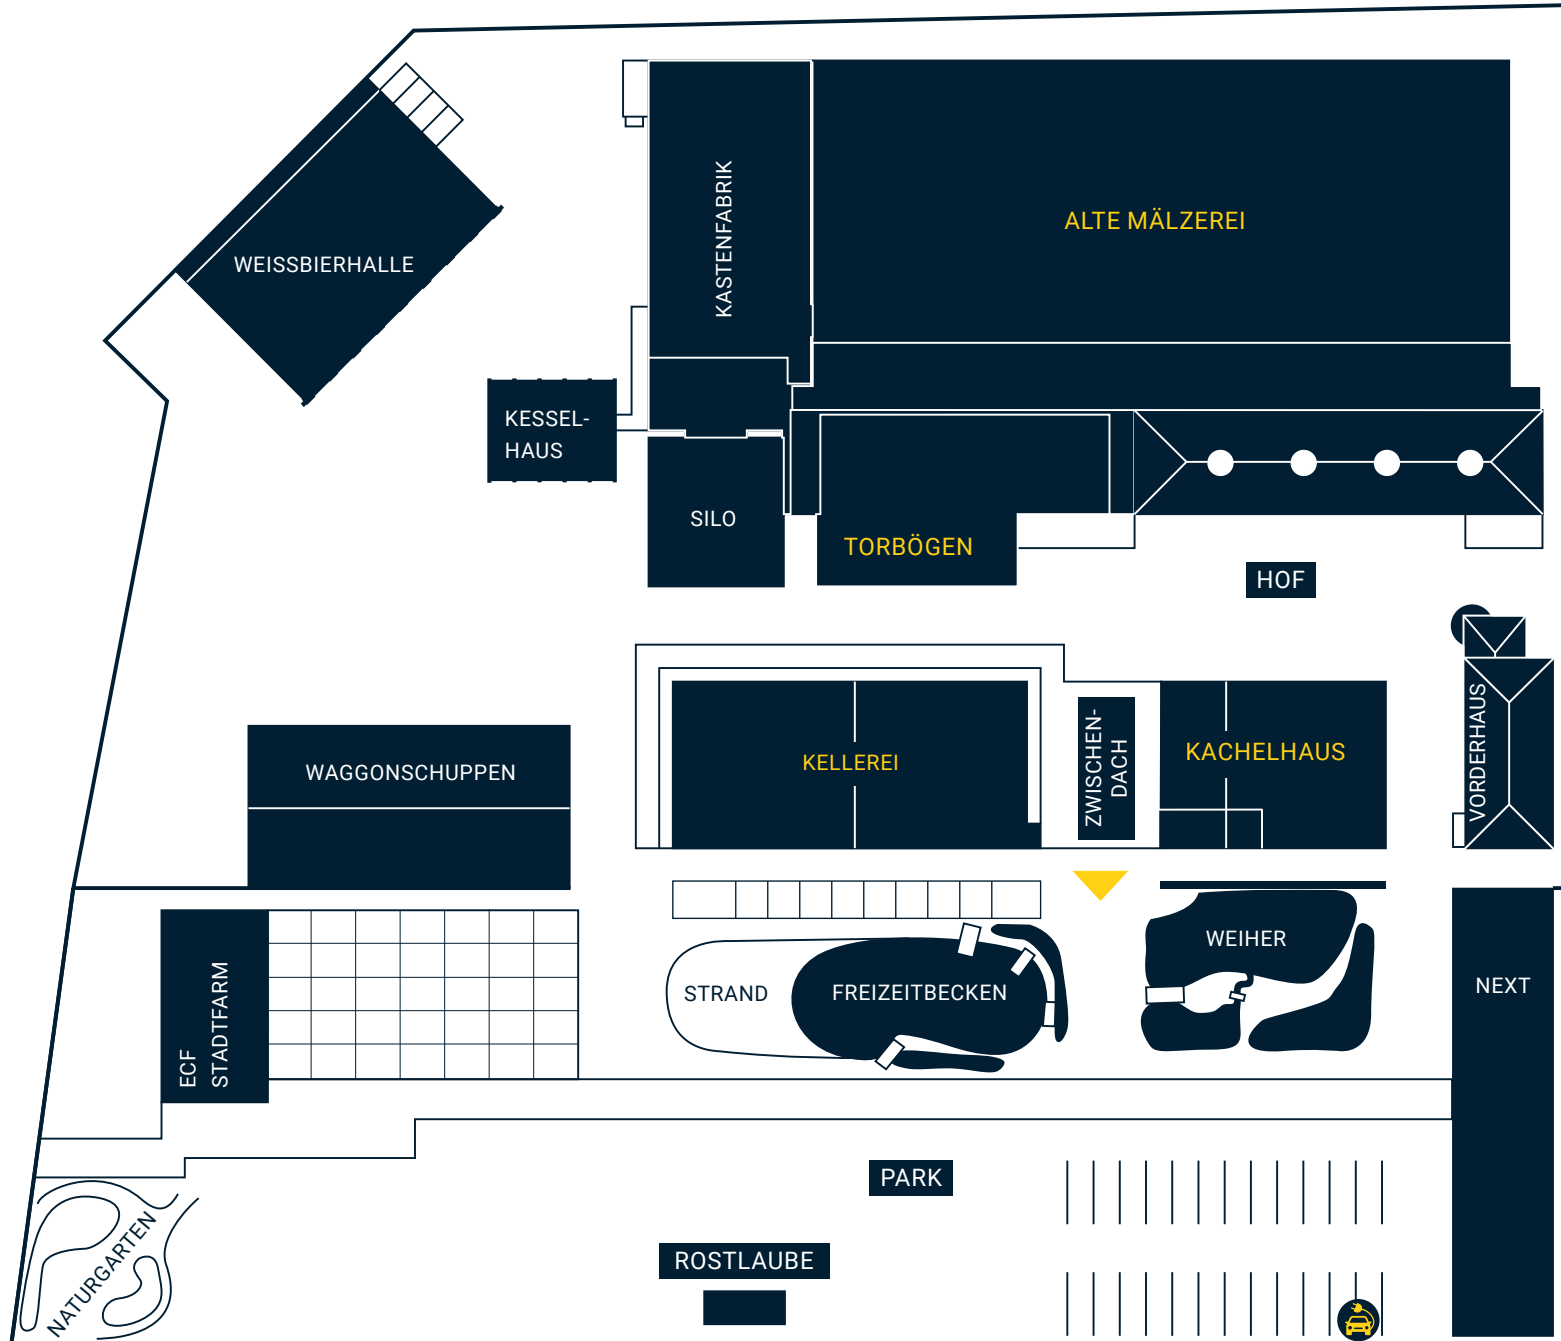 KASTENFABRIK
ALTE MÄLZEREI
WEISSBIERHALLE
KESSEL-
HAUS
SILO
TORBÖGEN
HOF
ZWISCHEN-
DACH
VORDERHAUS
KACHELHAUS
KELLEREI
WAGGONSCHUPPEN
WEIHER
ECF
STADTFARM
STRAND
FREIZEITBECKEN
NEXT
PARK
NATURGARTEN
ROSTLAUBE